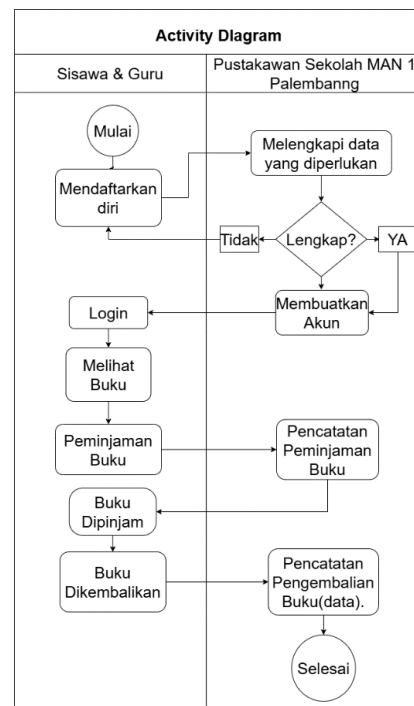 Activity DIagram
Sisawa & Guru
Pustakawan Sekolah MAN 1
Palembanng
Mulai
Mendaftarkan
diri
Melengkapi data
yang diperlukan
Tidak
Lengkap?
YA
Membuatkan
Akun
Login
Melihat
Buku
Peminjaman
Buku
Pencatatan
Peminjaman
Buku
Buku
Dipinjam
Buku
Dikembalikan
Pencatatan
Pengembalian
Buku(data).
Selesai